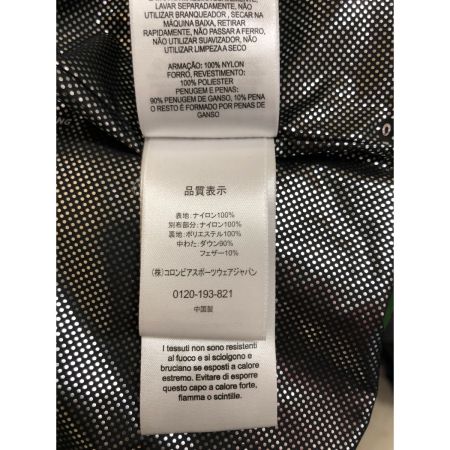 LAVAR SEPARADAMENTE, NÃO
UTILIZAR BRANQUEADOR , SECAR NA
MÁQUINA BAIXA, RETIRAR
RAPIDAMENTE, NÃO PASSAR A FERRO,
NÃO UTILIZAR SUAVIZADOR, NÃO
UTILIZAR LIMPEZA A SECO
ARMAÇÃO: 100% NYLON
FORRO, REVESTIMENTO:
100% POLIESTER
PENUGEM E PENAS:
90% PENUGEM DE GANSO, 10% PENA
O RESTO É FORMADO POR PENAS DE
GANSO
品質表示
表地: ナイロン100%
別布部分: ナイロン100%
裏地: ポリエステル100%
中わた: ダウン90%
フェザー10%
(株)コロンビアスポーツウェアジャパン
0120-193-821
中国製
I tessuti non sono resistenti
al fuoco e si sciolgono e
bruciano se esposti a calore
estremo. Evitare di esporre
questo capo a calore forte,
fiamma o scintille.